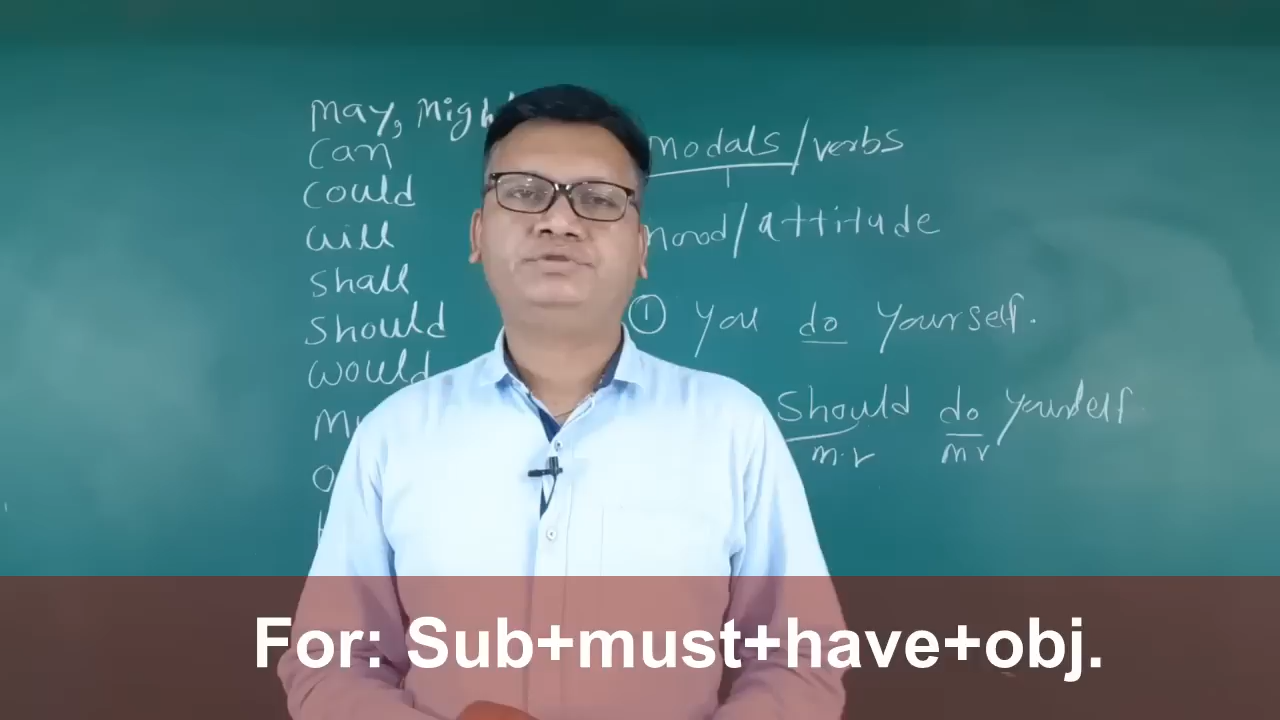 may, Might
modals/verbs
Can
Could
will
mood/attitude
Shall
① You do yourself.
Should
would
Should do yourself
m.v mv
For: Sub+must+have+obj.